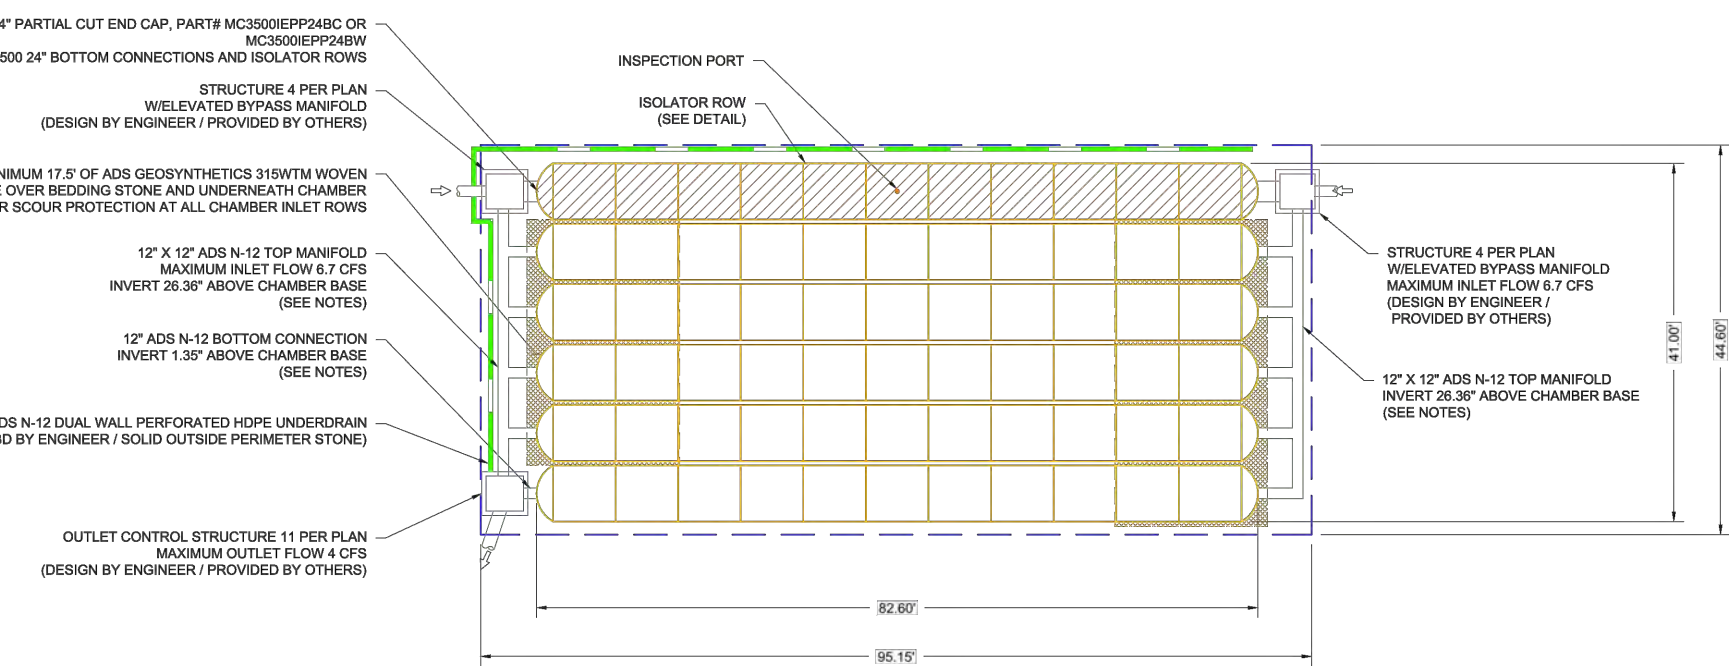 4" PARTIAL CUT END CAP, PART# MC3500IEPP24BC OR
MC3500IEPP24BW
500 24" BOTTOM CONNECTIONS AND ISOLATOR ROWS
STRUCTURE 4 PER PLAN
W/ELEVATED BYPASS MANIFOLD
(DESIGN BY ENGINEER / PROVIDED BY OTHERS)
NIMUM 17.5' OF ADS GEOSYNTHETICS 315WTM WOVEN
E OVER BEDDING STONE AND UNDERNEATH CHAMBER
R SCOUR PROTECTION AT ALL CHAMBER INLET ROWS
12" X 12" ADS N-12 TOP MANIFOLD
MAXIMUM INLET FLOW 6.7 CFS
INVERT 26.36" ABOVE CHAMBER BASE
(SEE NOTES)
12" ADS N-12 BOTTOM CONNECTION
INVERT 1.35" ABOVE CHAMBER BASE
(SEE NOTES)
DS N-12 DUAL WALL PERFORATED HDPE UNDERDRAIN
BD BY ENGINEER / SOLID OUTSIDE PERIMETER STONE)
OUTLET CONTROL STRUCTURE 11 PER PLAN
MAXIMUM OUTLET FLOW 4 CFS
(DESIGN BY ENGINEER / PROVIDED BY OTHERS)
INSPECTION PORT
ISOLATOR ROW
(SEE DETAIL)
STRUCTURE 4 PER PLAN
W/ELEVATED BYPASS MANIFOLD
MAXIMUM INLET FLOW 6.7 CFS
(DESIGN BY ENGINEER /
PROVIDED BY OTHERS)
12" X 12" ADS N-12 TOP MANIFOLD
INVERT 26.36" ABOVE CHAMBER BASE
(SEE NOTES)
41.00'
44.60'
82.60'
95.15'